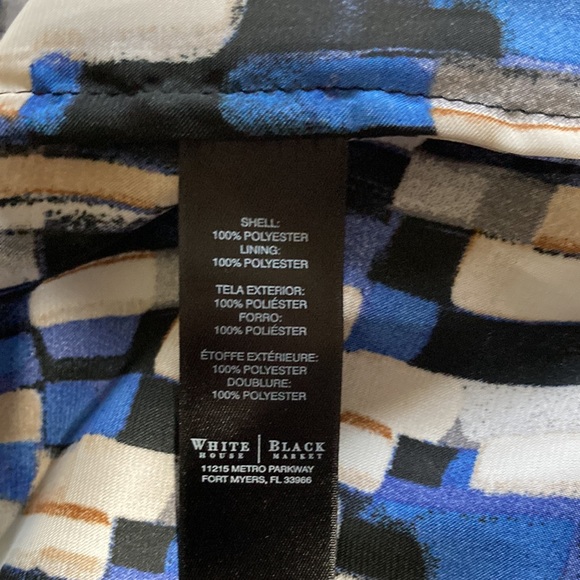 SHELL:
100% POLYESTER
LINING:
100% POLYESTER
TELA EXTERIOR:
100% POLIÉSTER
FORRO:
100% POLIÉSTER
ÉTOFFE EXTÉRIEURE:
100% POLYESTER
DOUBLURE:
100% POLYESTER
WHITE | BLACK
HOUSE MARKET
11215 METRO PARKWAY
FORT MYERS, FL 33966